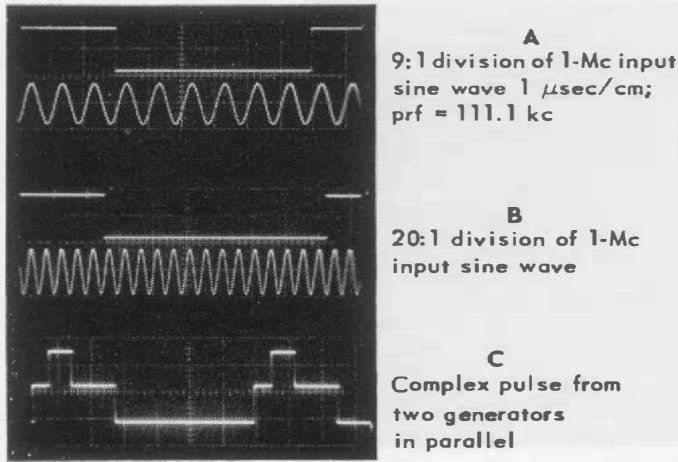 A
9:1 division of 1-Mc input
sine wave 1 μsec/cm;
prf = 111.1 kc
B
20:1 division of 1-Mc
input sine wave
C
Complex pulse from
two generators
in parallel